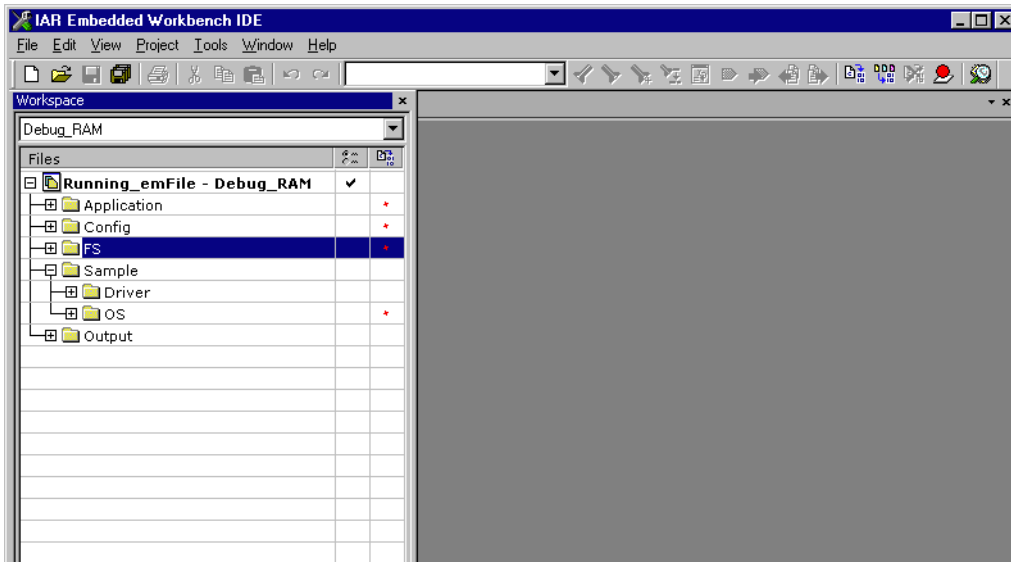 IAR Embedded Workbench IDE
File Edit View Project Tools Window Help
Workspace
Debug_RAM
Files
Running_emFile - Debug_RAM
Application
Config
FS
Sample
Driver
OS
Output